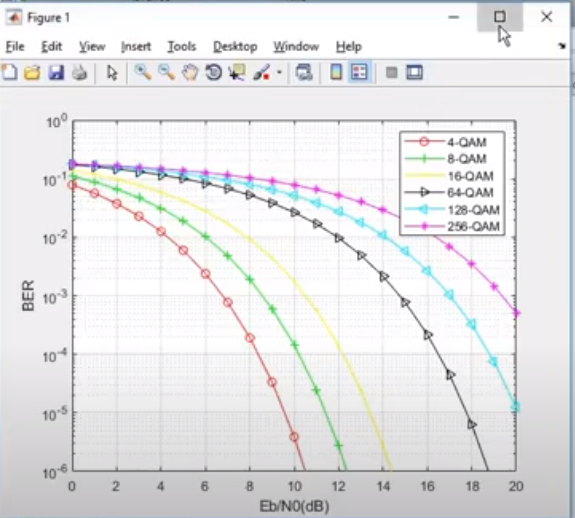 Figure 1
File Edit View Insert Tools Desktop Window Help
4-QAM
8-QAM
16-QAM
64-QAM
128-QAM
256-QAM
10^0
10^-1
10^-2
10^-3
10^-4
10^-5
10^-6
BER
0 2 4 6 8 10 12 14 16 18 20
Eb/N0(dB)